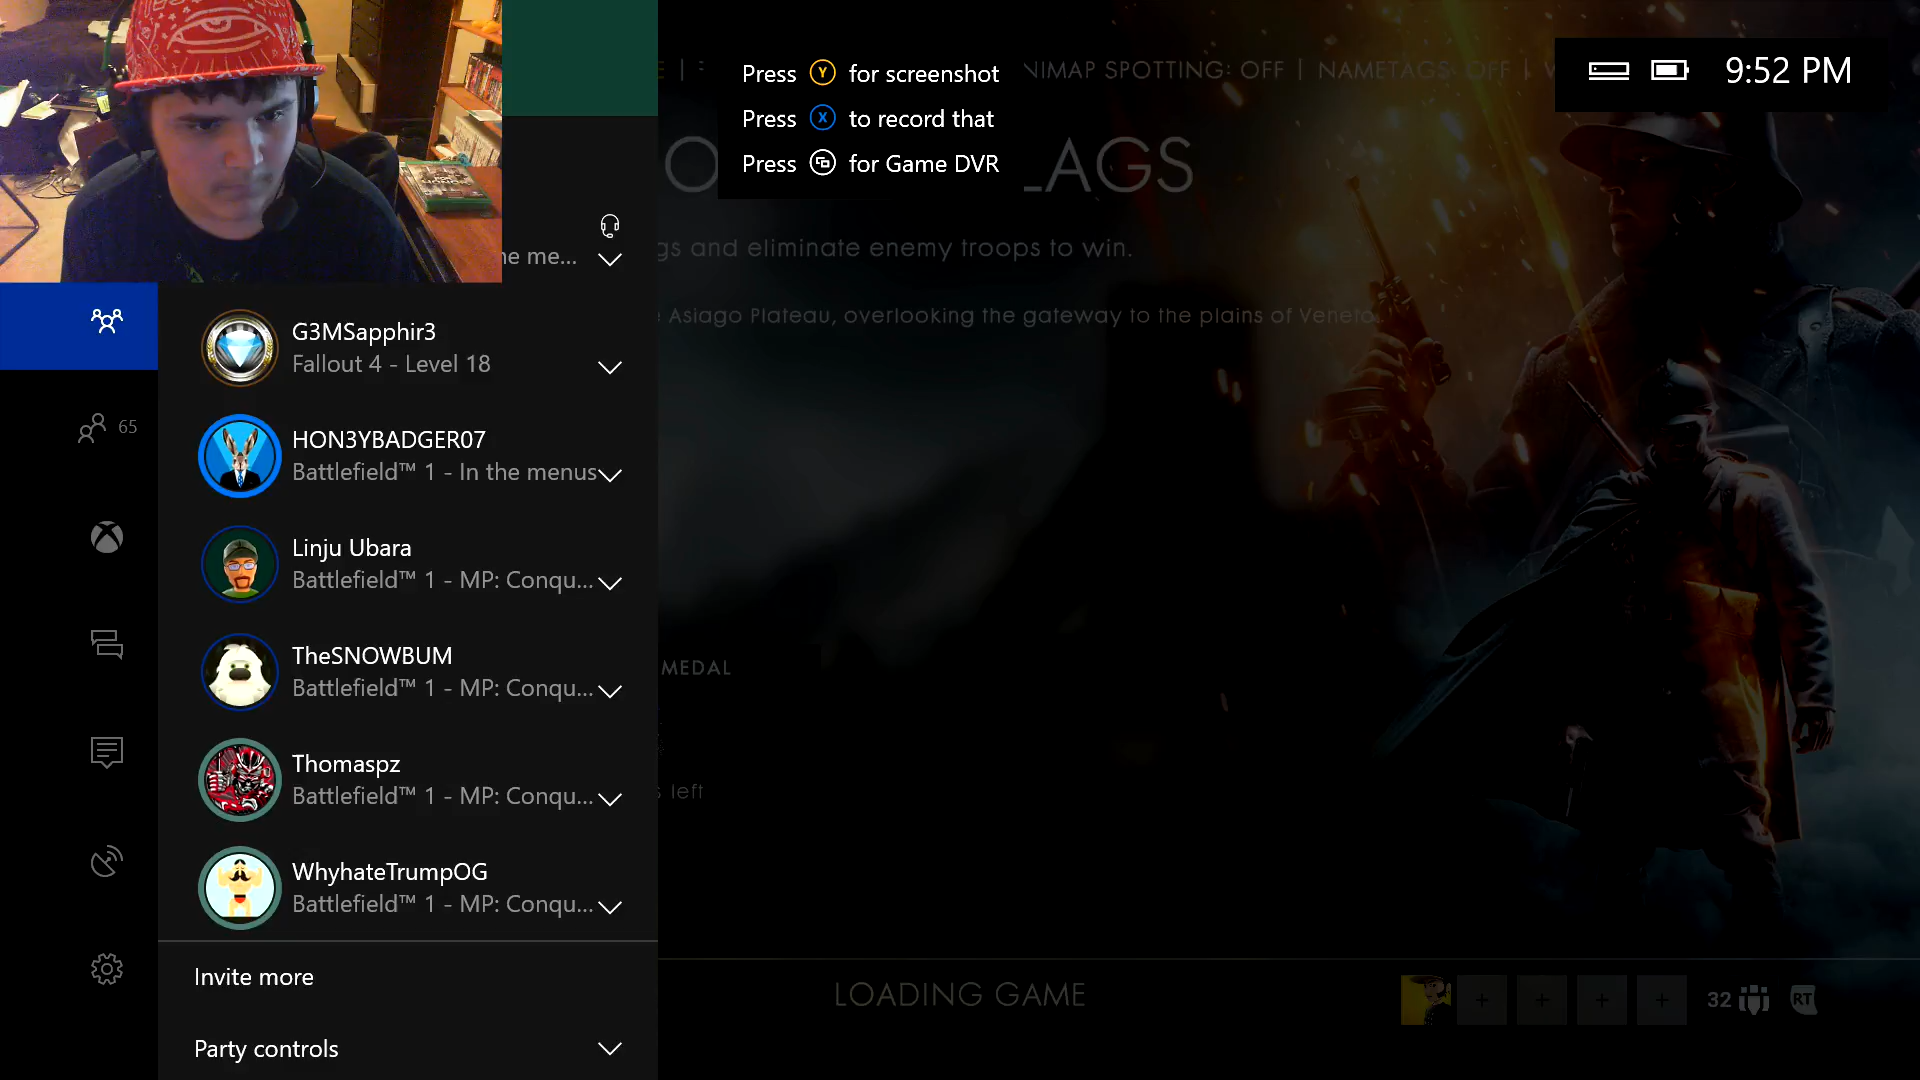 Press Y for screenshot
Press X to record that
Press for Game DVR
NIMAP SPOTTING: OFF | NAMETAGS: OFF |
9:52 PM
LAGS
gs and eliminate enemy troops to win.
he me...
Asiago Plateau, overlooking the gateway to the plains of Veneto.
G3MSapphir3
Fallout 4 - Level 18
65
HON3YBADGER07
Battlefield™ 1 - In the menus
Linju Ubara
Battlefield™ 1 - MP: Conqu...
TheSNOWBUM
Battlefield™ 1 - MP: Conqu...
MEDAL
Thomaspz
Battlefield™ 1 - MP: Conqu...
s left
WhyhateTrumpOG
Battlefield™ 1 - MP: Conqu...
Invite more
LOADING GAME
32
RT
Party controls